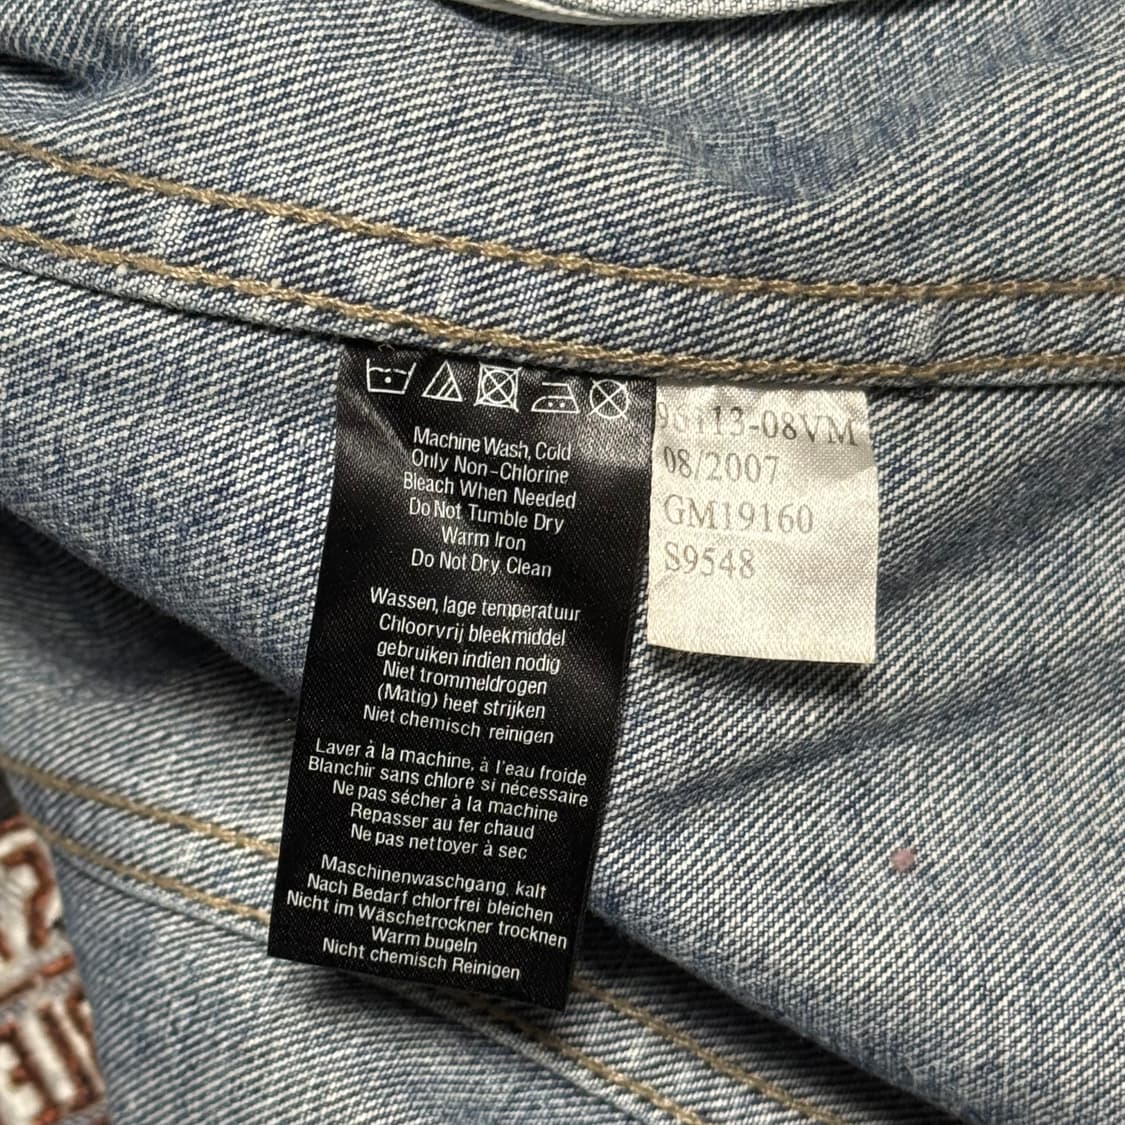 Machine Wash, Cold
Only Non-Chlorine
Bleach When Needed
Do Not Tumble Dry
Warm Iron
Do Not Dry Clean
Wassen, lage temperatuur
Chloorvrij bleekmiddel
gebruiken indien nodig
Niet trommeldrogen
(Matig) heet strijken
Niet chemisch reinigen
Laver à la machine, à l'eau froide
Blanchir sans chlore si nécessaire
Ne pas sécher à la machine
Repasser au fer chaud
Ne pas nettoyer à sec
Maschinenwaschgang, kalt
Nach Bedarf chlorfrei bleichen
Nicht im Wäschetrockner trocknen
Warm bugeln
Nicht chemisch Reinigen
08/2007
GM19160
S9548